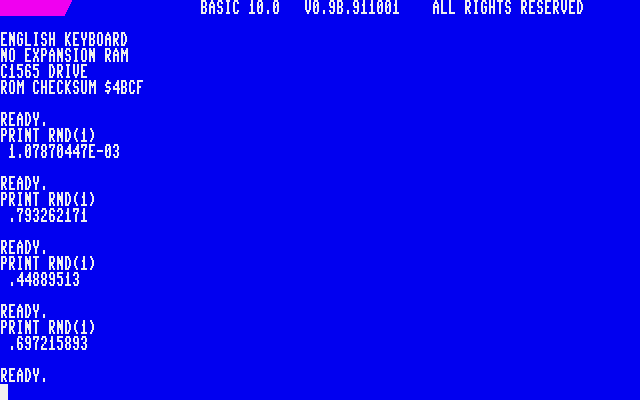 BASIC 10.0   V0.9B.911001    ALL RIGHTS RESERVED
ENGLISH KEYBOARD
NO EXPANSION RAM
C1565 DRIVE
ROM CHECKSUM $4BCF
READY.
PRINT RND(1)
1.07870447E-03
READY.
PRINT RND(1)
.793262171
READY.
PRINT RND(1)
.44889513
READY.
PRINT RND(1)
.697215893
READY.